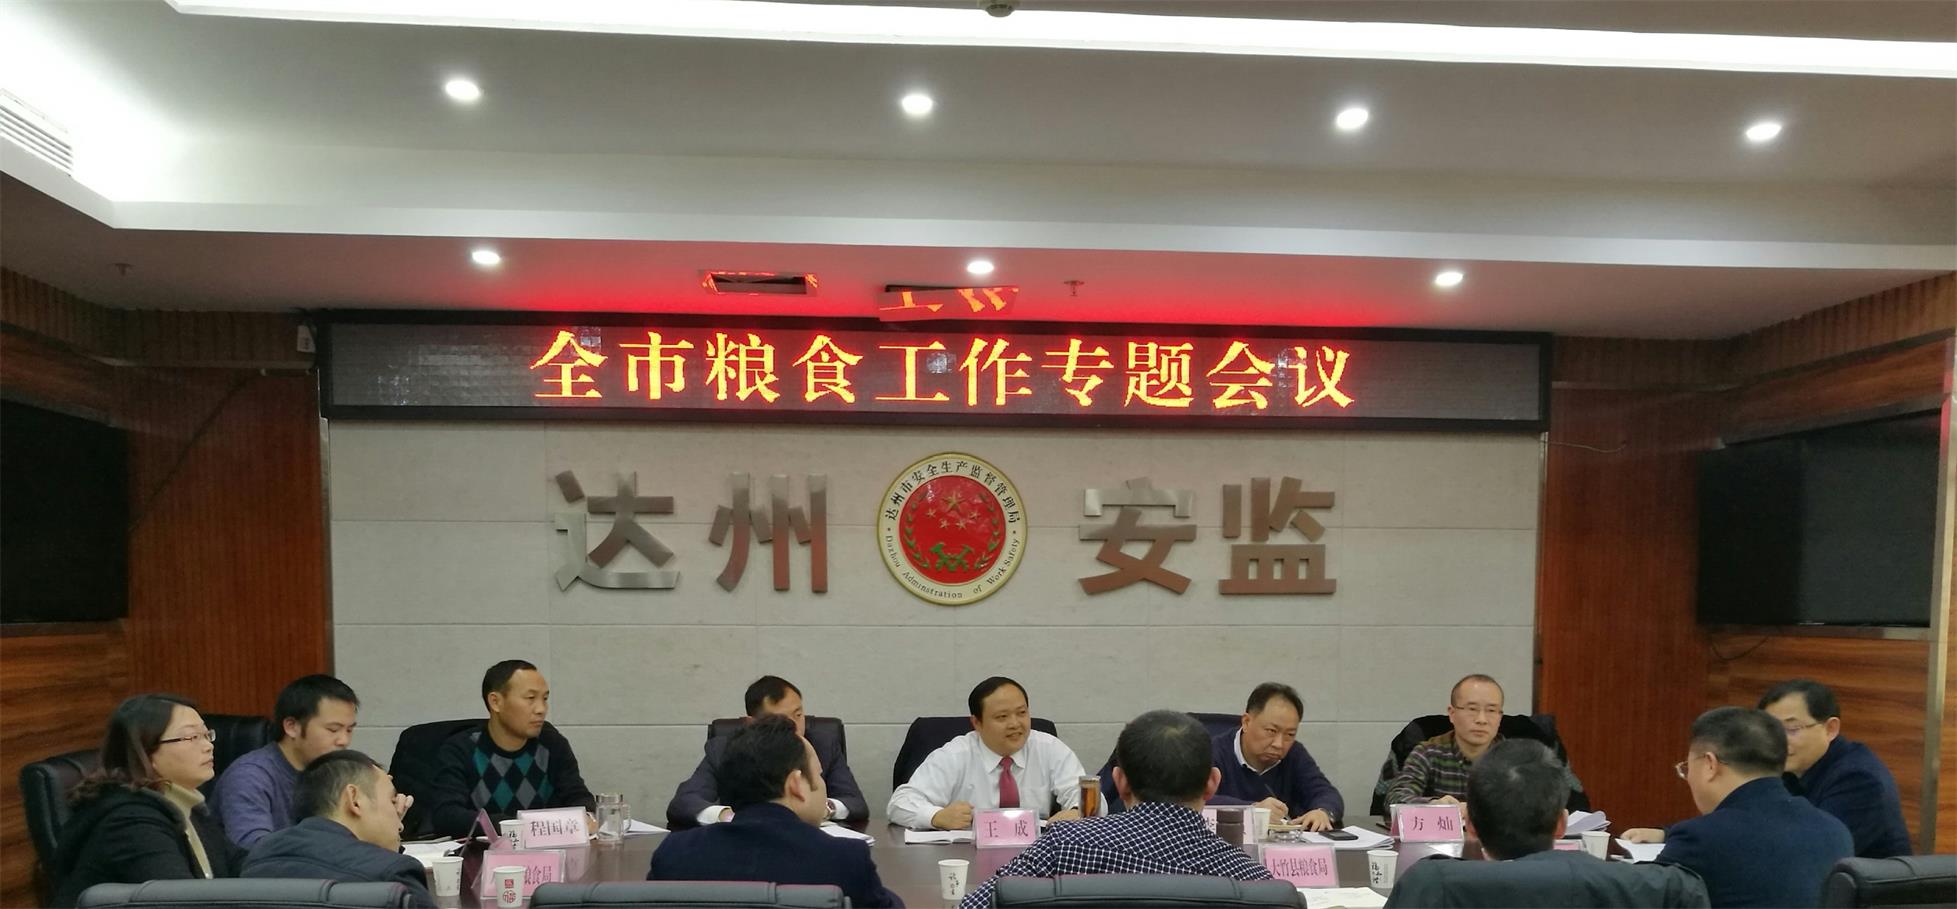 全市粮食工作专题会议
达州 安监
达州市安全生产监督管理局
Dazhou Adminstration of Work Safety
程国章
王成
方灿
粮食局
大竹县粮食局